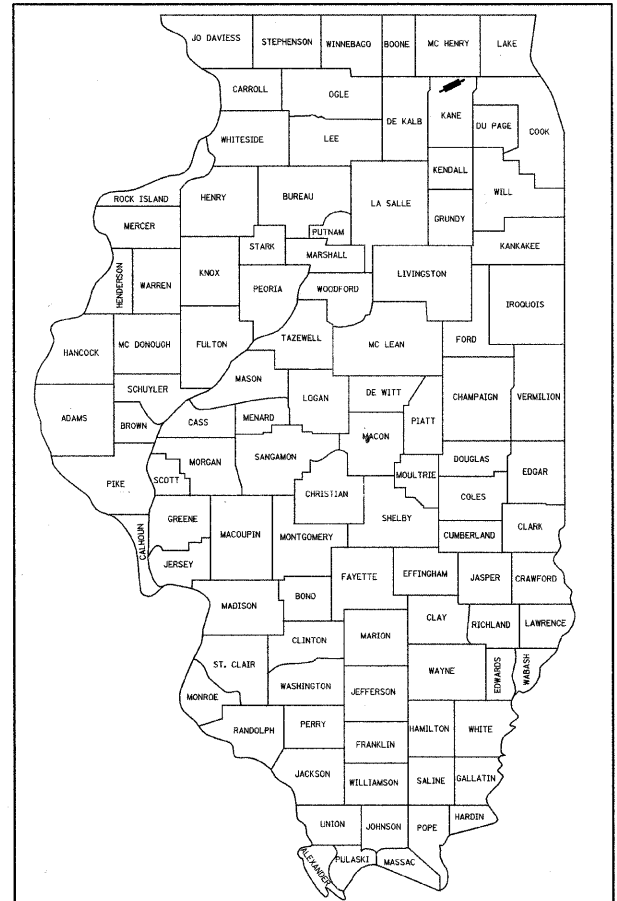 JO DAVIESS
STEPHENSON
WINNEBAGO
BOONE
MC HENRY
LAKE
CARROLL
OGLE
DE KALB
KANE
DU PAGE
COOK
WHITESIDE
LEE
KENDALL
WILL
ROCK ISLAND
HENRY
BUREAU
LA SALLE
GRUNDY
MERCER
PUTNAM
STARK
MARSHALL
KANKAKEE
HENDERSON
WARREN
KNOX
PEORIA
WOODFORD
LIVINGSTON
IROQUOIS
HANCOCK
MC DONOUGH
FULTON
TAZEWELL
MC LEAN
FORD
MASON
SCHUYLER
LOGAN
DE WITT
CHAMPAIGN
VERMILION
ADAMS
BROWN
CASS
MENARD
PIATT
MACON
PIKE
SCOTT
MORGAN
SANGAMON
MOULTRIE
DOUGLAS
EDGAR
CHRISTIAN
COLES
CALHOUN
GREENE
MACOUPIN
MONTGOMERY
SHELBY
CUMBERLAND
CLARK
JERSEY
FAYETTE
EFFINGHAM
JASPER
CRAWFORD
MADISON
BOND
CLAY
RICHLAND
LAWRENCE
CLINTON
MARION
ST. CLAIR
WAYNE
EDWARDS
WABASH
MONROE
WASHINGTON
JEFFERSON
RANDOLPH
PERRY
HAMILTON
WHITE
FRANKLIN
JACKSON
WILLIAMSON
SALINE
GALLATIN
UNION
JOHNSON
POPE
HARDIN
ALEXANDER
PULASKI
MASSAC